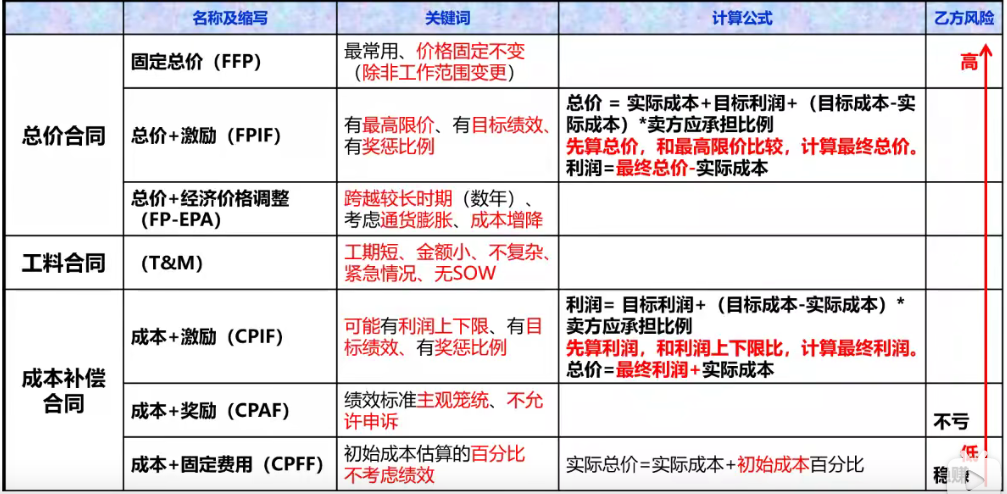 名称及缩写 关键词 计算公式 乙方风险
总价合同
固定总价（FFP）
最常用、价格固定不变
（除非工作范围变更）
高
总价+激励（FPIF）
有最高限价、有目标绩效、
有奖惩比例
总价 = 实际成本+目标利润+（目标成本-实
际成本）*卖方应承担比例
先算总价，和最高限价比较，计算最终总价。
利润=最终总价-实际成本
总价+经济价格调整
（FP-EPA）
跨越较长时期（数年）、
考虑通货膨胀、成本增降
工料合同
（T&M）
工期短、金额小、不复杂、
紧急情况、无SOW
成本补偿
合同
成本+激励（CPIF）
可能有利润上下限、有目
标绩效、有奖惩比例
利润= 目标利润+（目标成本-实际成本）*
卖方应承担比例
先算利润，和利润上下限比，计算最终利润。
总价=最终利润+实际成本
成本+奖励（CPAF）
绩效标准主观笼统、不允
许申诉
不亏
成本+固定费用（CPFF）
初始成本估算的百分比
不考虑绩效
实际总价=实际成本+初始成本百分比
低
稳赚